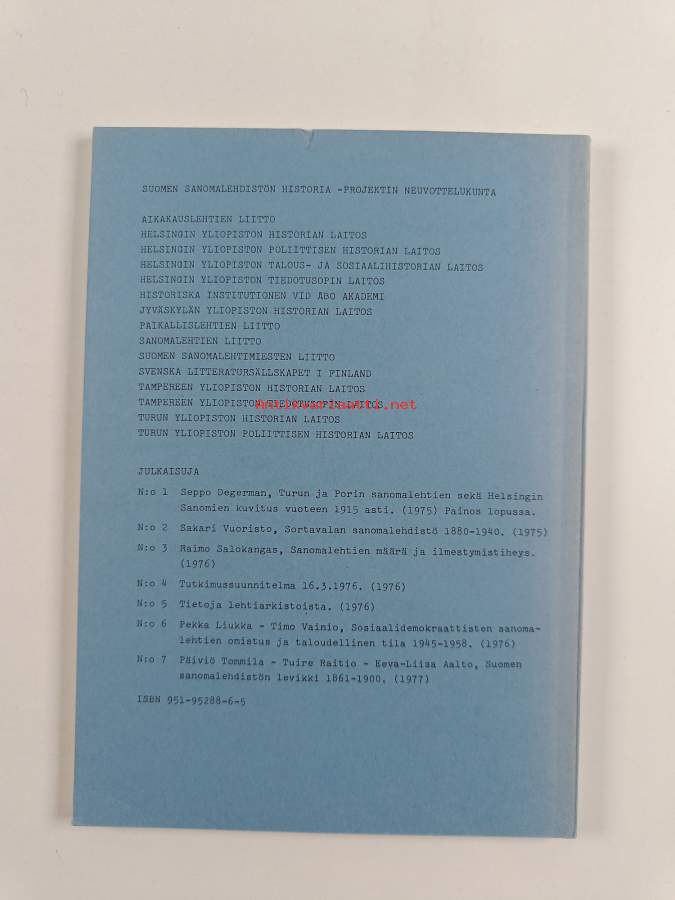 SUOMEN SANOMALEHDISTÖN HISTORIA -PROJEKTIN NEUVOTTELUKUNTA
AIKAKAUSLEHTIEN LIITTO
HELSINGIN YLIOPISTON HISTORIAN LAITOS
HELSINGIN YLIOPISTON POLIITTISEN HISTORIAN LAITOS
HELSINGIN YLIOPISTON TALOUS- JA SOSIAALIHISTORIAN LAITOS
HELSINGIN YLIOPISTON TIEDOTUSOPIN LAITOS
HISTORISKA INSTITUTIONEN VID ÅBO AKADEMI
JYVÄSKYLÄN YLIOPISTON HISTORIAN LAITOS
PAIKALLISLEHTIEN LIITTO
SANOMALEHTIEN LIITTO
SUOMEN SANOMALEHTIMIESTEN LIITTO
SVENSKA LITTERATURSÄLLSKAPET I FINLAND
TAMPEREEN YLIOPISTON HISTORIAN LAITOS
TAMPEREEN YLIOPISTON TIEDOTUSOPIN LAITOS
Antikvariaatti.net
TURUN YLIOPISTON HISTORIAN LAITOS
TURUN YLIOPISTON POLIITTISEN HISTORIAN LAITOS
JULKAISUJA
N:o 1 Seppo Degerman, Turun ja Porin sanomalehtien sekä Helsingin
Sanomien kuvitus vuoteen 1915 asti. (1975) Painos lopussa.
N:o 2 Sakari Vuoristo, Sortavalan sanomalehdistö 1880-1940. (1975)
N:o 3 Raimo Salokangas, Sanomalehtien määrä ja ilmestymistiheys.
(1976)
N:o 4 Tutkimussuunnitelma 16.3.1976. (1976)
N:o 5 Tietoja lehtiarkistoista. (1976)
N:o 6 Pekka Liukka - Timo Vainio, Sosiaalidemokraattisten sanoma-
lehtien omistus ja taloudellinen tila 1945-1958. (1976)
N:o 7 Päiviö Tommila - Tuire Raitio - Eeva-Liisa Aalto, Suomen
sanomalehdistön levikki 1861-1900. (1977)
ISBN 951-95288-6-5